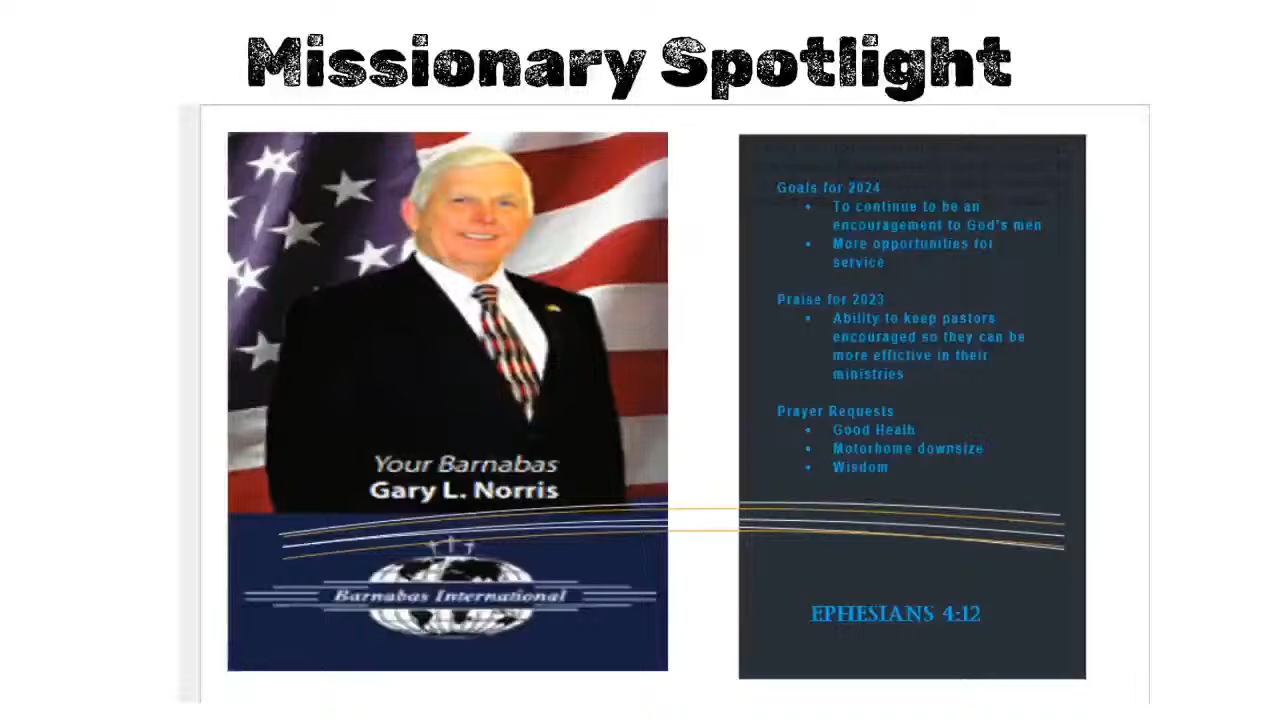 Missionary Spotlight
Your Barnabas
Gary L. Norris
Barnabas International
Goals for 2024
• To continue to be an
encouragement to God's men
• More opportunities for
service
Praise for 2023
• Ability to keep pastors
encouraged so they can be
more effictive in their
ministries
Prayer Requests
• Good Healh
• Motorhome downsize
• Wisdom
EPHESIANS 4:12